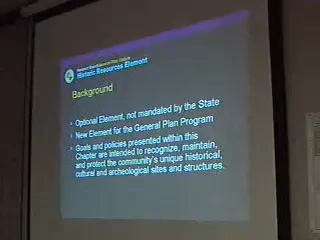 Historic Resources Element
Background
• Optional Element, not mandated by the State
• New Element for the General Plan Program
• Goals and policies presented within this
Chapter are intended to recognize, maintain,
and protect the community's unique historical,
cultural and archeological sites and structures.